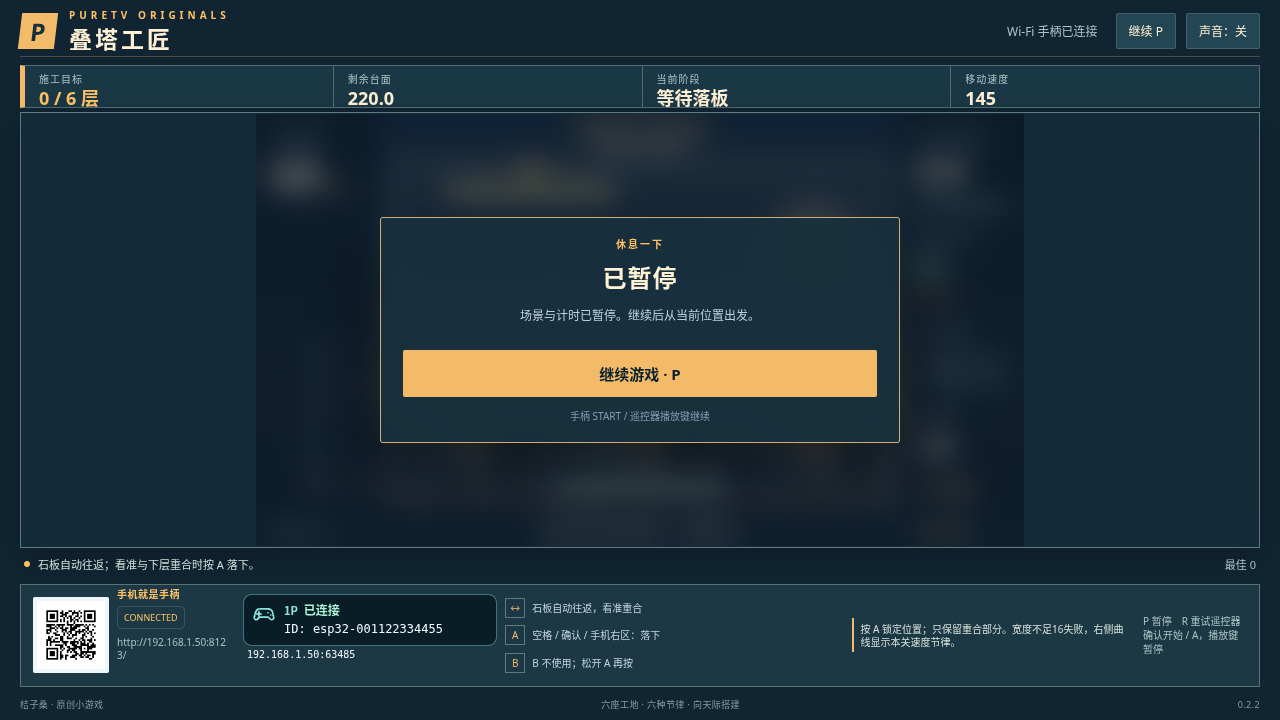 P
PURETV ORIGINALS
叠塔工匠
Wi-Fi 手柄已连接
继续 P
声音：关
施工目标
0 / 6 层
剩余台面
220.0
当前阶段
等待落板
移动速度
145
休息一下
已暂停
场景与计时已暂停。继续后从当前位置出发。
继续游戏 · P
手柄 START / 遥控器播放键继续
石板自动往返；看准与下层重合时按 A 落下。
最佳 0
手机就是手柄
CONNECTED
http://192.168.1.50:812
3/
1P 已连接
ID: esp32-001122334455
192.168.1.50:63485
↔ 石板自动往返，看准重合
A 空格 / 确认 / 手机右区：落下
B B 不使用；松开 A 再按
按 A 锁定位置；只保留重合部分。宽度不足16失败，右侧曲
线显示本关速度节律。
P 暂停 R 重试遥控器
确认开始 / A，播放键
暂停
桔子桑 · 原创小游戏
六座工地 · 六种节律 · 向天际搭建
0.2.2